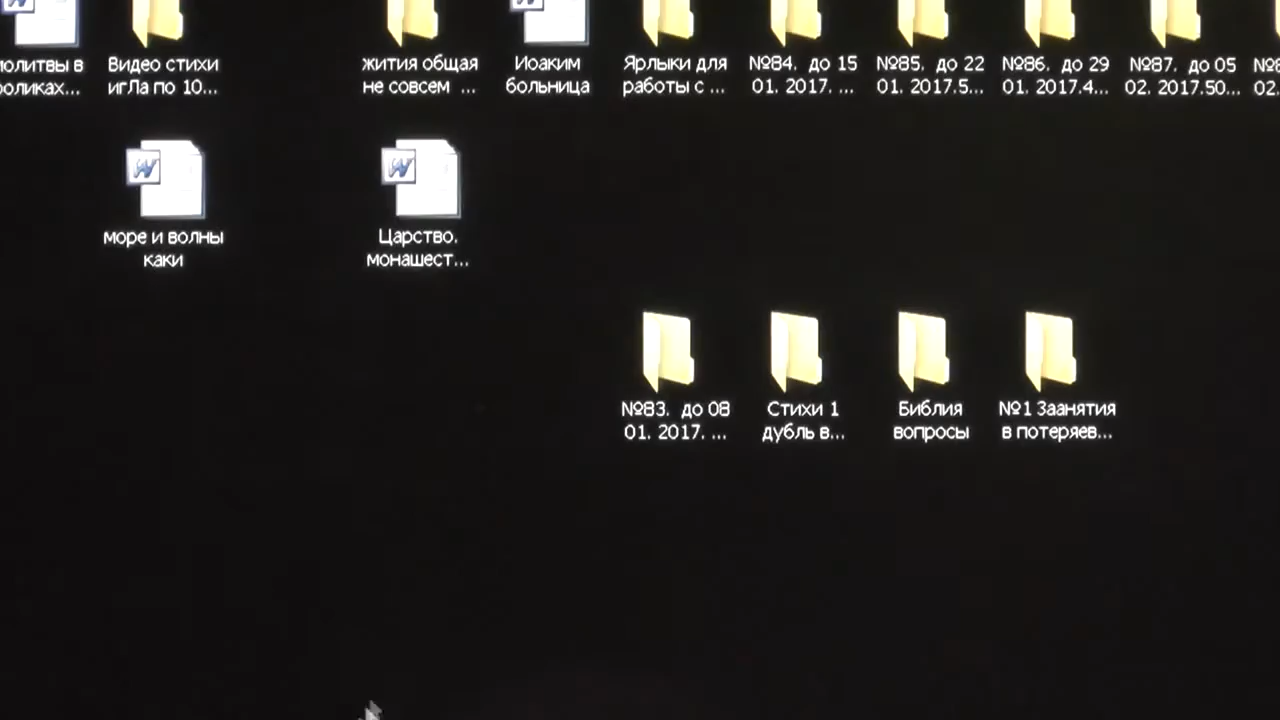 Видео стихи
игЛа по 10...
жития общая
не совсем ...
Иоаким
больница
Ярлыки для
работы с ...
№84. до 15
01. 2017. ...
№85. до 22
01. 2017.5...
№86. до 29
01. 2017.4...
№87. до 05
02. 2017.50...
море и волны
каки
Царство.
монашест...
№83. до 08
01. 2017. ...
Стихи 1
дубль в...
Библия
вопросы
№1 Заанятия
в потеряев...